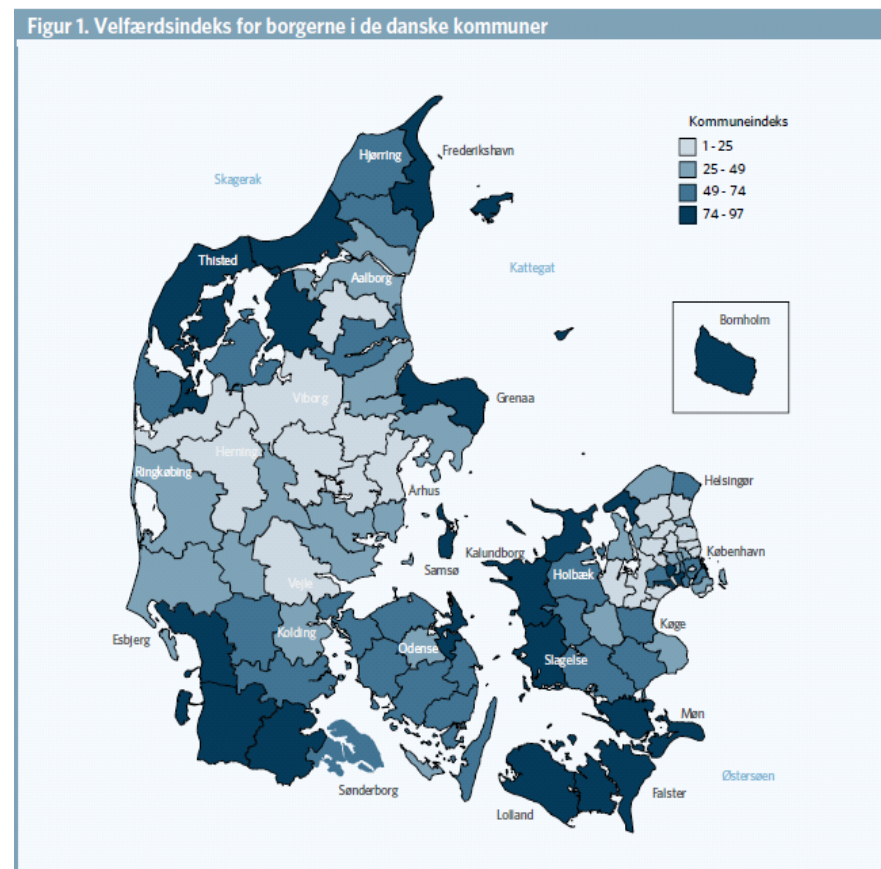 Figur 1. Velfærdsindeks for borgerne i de danske kommuner
Kommuneindeks
1 - 25
25 - 49
49 - 74
74 - 97
Hjørring
Frederikshavn
Skagerak
Thisted
Aalborg
Kattegat
Bornholm
Viborg
Grenaa
Herning
Ringkøbing
Århus
Helsingør
København
Kalundborg
Samsø
Holbæk
Vejle
Esbjerg
Kolding
Odense
Køge
Slagelse
Møn
Østersøen
Sønderborg
Falster
Lolland